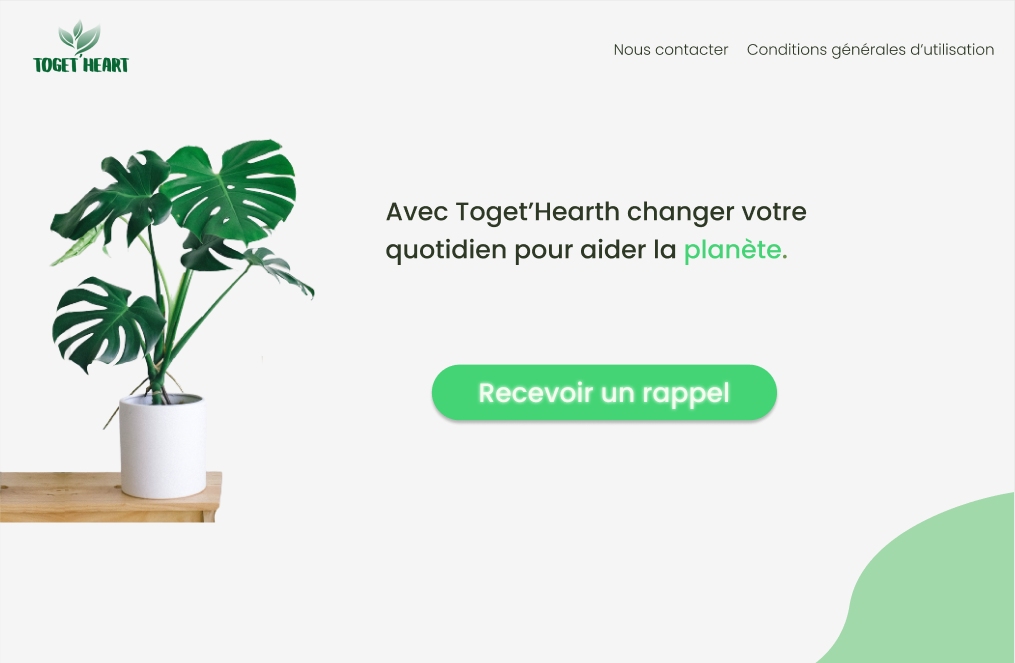 TOGET'HEART
Nous contacter Conditions générales d’utilisation
Avec Toget’Hearth changer votre
quotidien pour aider la planète.
Recevoir un rappel